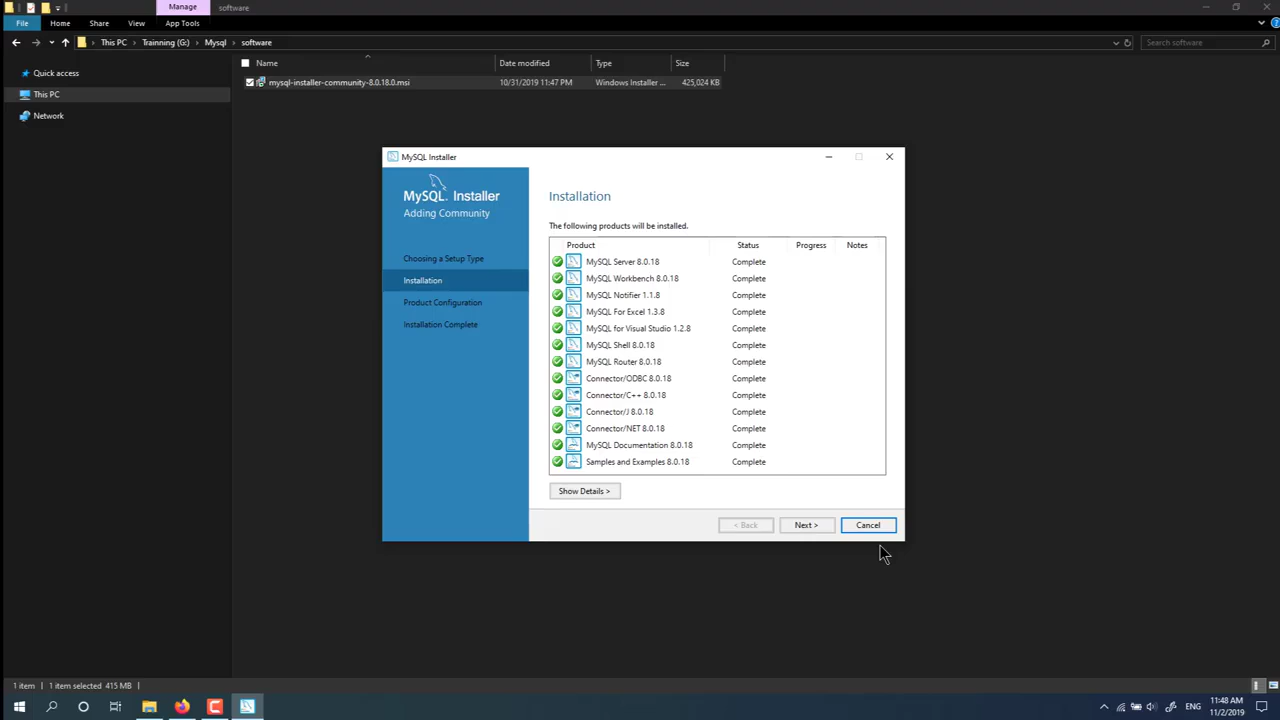 Manage
software
File
Home
Share
View
App Tools
This PC
Trainning (G:)
Mysql
software
Search software
Quick access
This PC
Network
Name
Date modified
Type
Size
mysql-installer-community-8.0.18.0.msi
10/31/2019 11:47 PM
Windows Installer ...
425,024 KB
MySQL Installer
MySQL. Installer
Adding Community
Choosing a Setup Type
Installation
Product Configuration
Installation Complete
Installation
The following products will be installed.
Product Status Progress Notes
MySQL Server 8.0.18 Complete
MySQL Workbench 8.0.18 Complete
MySQL Notifier 1.1.8 Complete
MySQL For Excel 1.3.8 Complete
MySQL for Visual Studio 1.2.8 Complete
MySQL Shell 8.0.18 Complete
MySQL Router 8.0.18 Complete
Connector/ODBC 8.0.18 Complete
Connector/C++ 8.0.18 Complete
Connector/J 8.0.18 Complete
Connector/NET 8.0.18 Complete
MySQL Documentation 8.0.18 Complete
Samples and Examples 8.0.18 Complete
Show Details >
< Back
Next >
Cancel
1 item
1 item selected 415 MB
ENG
11:48 AM
11/2/2019